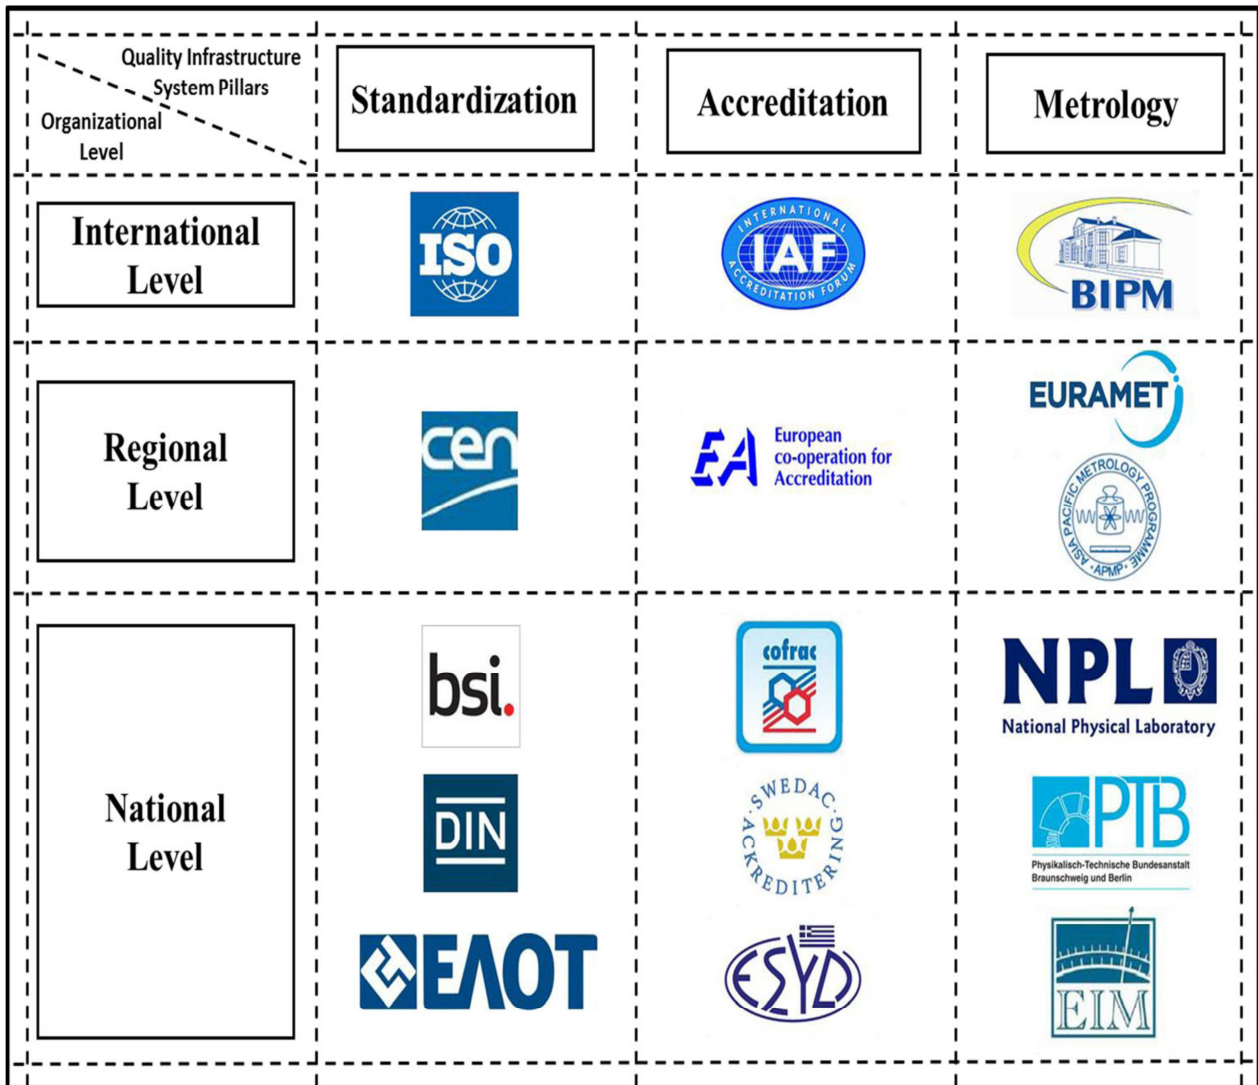 Quality Infrastructure
System Pillars
Organizational
Level
Standardization
Accreditation
Metrology
International
Level
ISO
INTERNATIONAL
IAF
ACCREDITATION FORUM
BIPM
Regional
Level
cen
EA
European
co-operation for
Accreditation
EURAMET
ASIA PACIFIC METROLOGY PROGRAMME
· APMP ·
National
Level
bsi.
cofrac
NPL
National Physical Laboratory
DIN
· SWEDAC ·
ACKREDITERING
PTB
Physikalisch-Technische Bundesanstalt
Braunschweig und Berlin
ΕΛΟΤ
ESYD
EIM